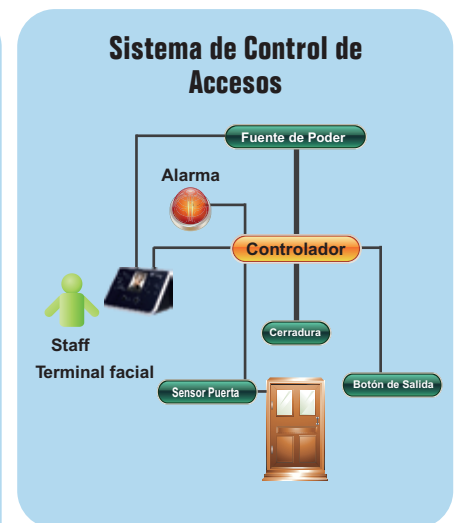 Sistema de Control de
Accesos
Fuente de Poder
Alarma
Controlador
Cerradura
Staff
Terminal facial
Sensor Puerta
Botón de Salida